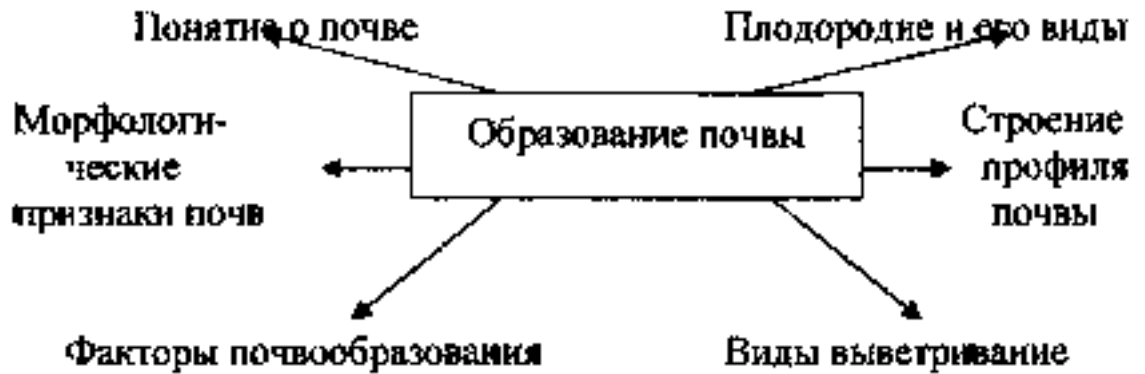 Понятие о почве
Плодородие и его виды
Образование почвы
Морфологи-
ческие
признаки почв
Строение
профиля
почвы
Факторы почвообразования
Виды выветривание